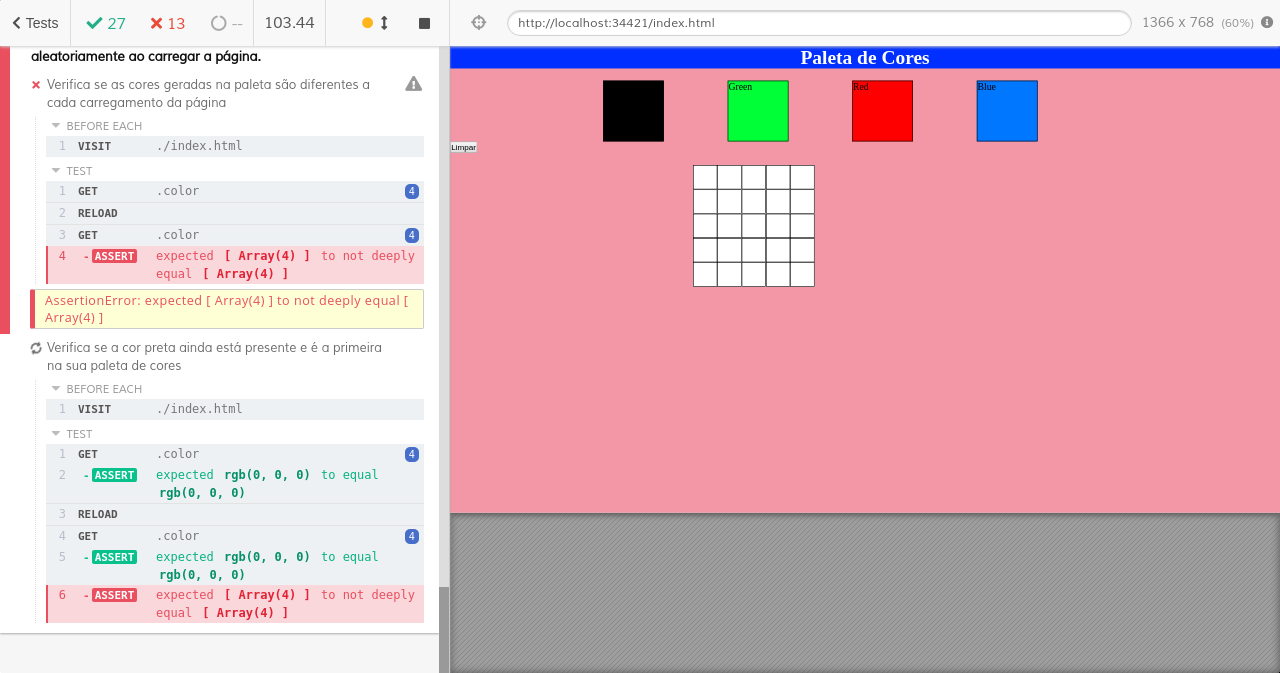 Tests
27
13
--
103.44
http://localhost:34421/index.html
1366 x 768 (60%)
aleatoriamente ao carregar a página.
Verifica se as cores geradas na paleta são diferentes a
cada carregamento da página
BEFORE EACH
1 VISIT ./index.html
TEST
1 GET .color 4
2 RELOAD
3 GET .color 4
4 -ASSERT expected [ Array(4) ] to not deeply
equal [ Array(4) ]
AssertionError: expected [ Array(4) ] to not deeply equal [
Array(4) ]
Verifica se a cor preta ainda está presente e é a primeira
na sua paleta de cores
BEFORE EACH
1 VISIT ./index.html
TEST
1 GET .color 4
2 -ASSERT expected rgb(0, 0, 0) to equal
rgb(0, 0, 0)
3 RELOAD
4 GET .color 4
5 -ASSERT expected rgb(0, 0, 0) to equal
rgb(0, 0, 0)
6 -ASSERT expected [ Array(4) ] to not deeply
equal [ Array(4) ]
Paleta de Cores
Green
Red
Blue
Limpar